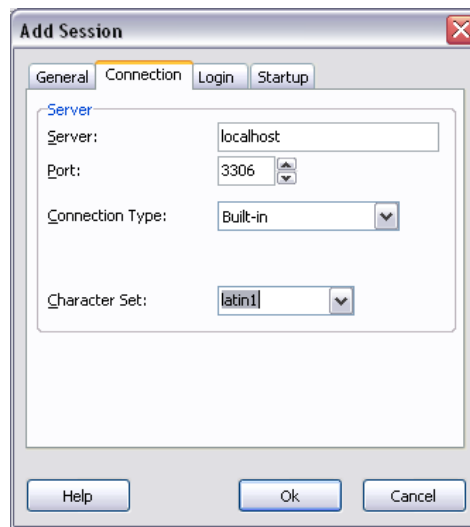 Add Session
General Connection Login Startup
Server
Server: localhost
Port: 3306
Connection Type: Built-in
Character Set: latin1
Help Ok Cancel